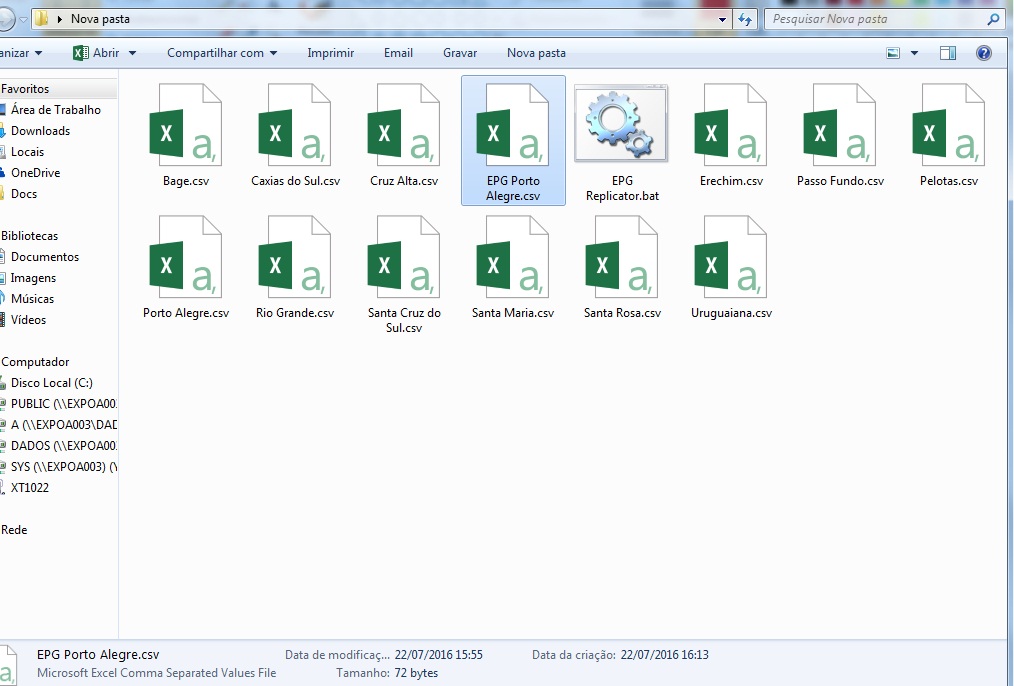 Nova pasta
Pesquisar Nova pasta
anizar
Abrir
Compartilhar com
Imprimir
Email
Gravar
Nova pasta
Favoritos
Área de Trabalho
Downloads
Locais
OneDrive
Docs
Bibliotecas
Documentos
Imagens
Músicas
Vídeos
Computador
Disco Local (C:)
PUBLIC (\\EXPOA00
A (\\EXPOA003\DAD
DADOS (\\EXPOA00
SYS (\\EXPOA003) (
XT1022
Rede
Bage.csv
Caxias do Sul.csv
Cruz Alta.csv
EPG Porto
Alegre.csv
EPG
Replicator.bat
Erechim.csv
Passo Fundo.csv
Pelotas.csv
Porto Alegre.csv
Rio Grande.csv
Santa Cruz do
Sul.csv
Santa Maria.csv
Santa Rosa.csv
Uruguaiana.csv
EPG Porto Alegre.csv
Microsoft Excel Comma Separated Values File
Data de modificaç... 22/07/2016 15:55
Tamanho: 72 bytes
Data da criação: 22/07/2016 16:13